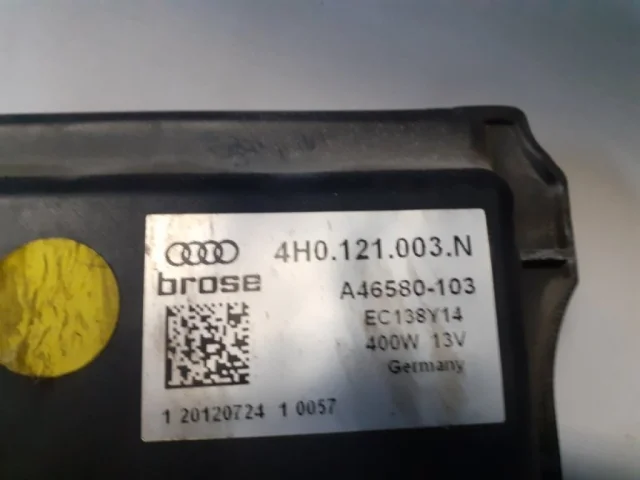 4H0.121.003.N
brose A46580-103
EC138Y14
400W 13V
Germany
1 20120724 1 0057